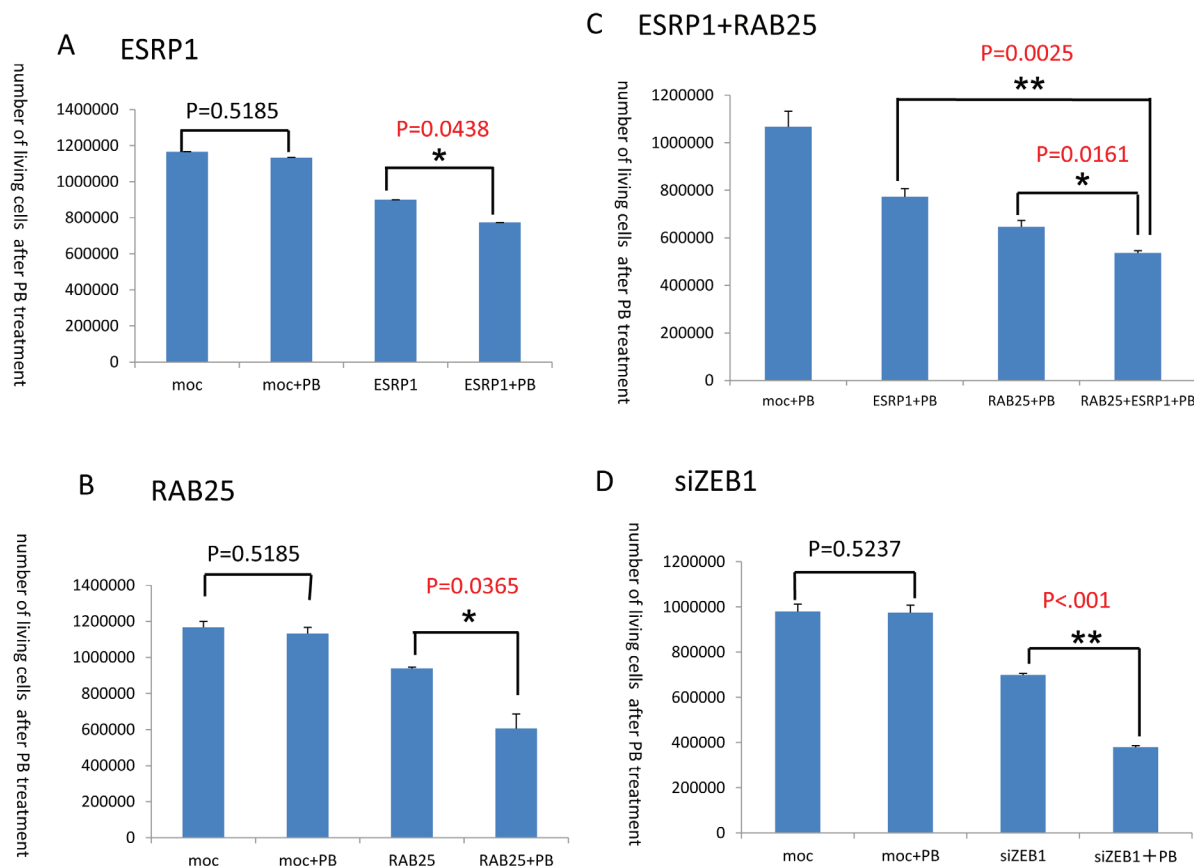 A ESRP1
number of living cells after PB treatment
1400000
1200000
1000000
800000
600000
400000
200000
0
P=0.5185
P=0.0438
*
moc moc+PB ESRP1 ESRP1+PB
B RAB25
number of living cells after PB treatment
1400000
1200000
1000000
800000
600000
400000
200000
0
P=0.5185
P=0.0365
*
moc moc+PB RAB25 RAB25+PB
C ESRP1+RAB25
number of living cells after PB treatment
1200000
1000000
800000
600000
400000
200000
0
P=0.0025
**
P=0.0161
*
moc+PB ESRP1+PB RAB25+PB RAB25+ESRP1+PB
D siZEB1
number of living cells after PB treatment
1200000
1000000
800000
600000
400000
200000
0
P=0.5237
P<.001
**
moc moc+PB siZEB1 siZEB1+PB